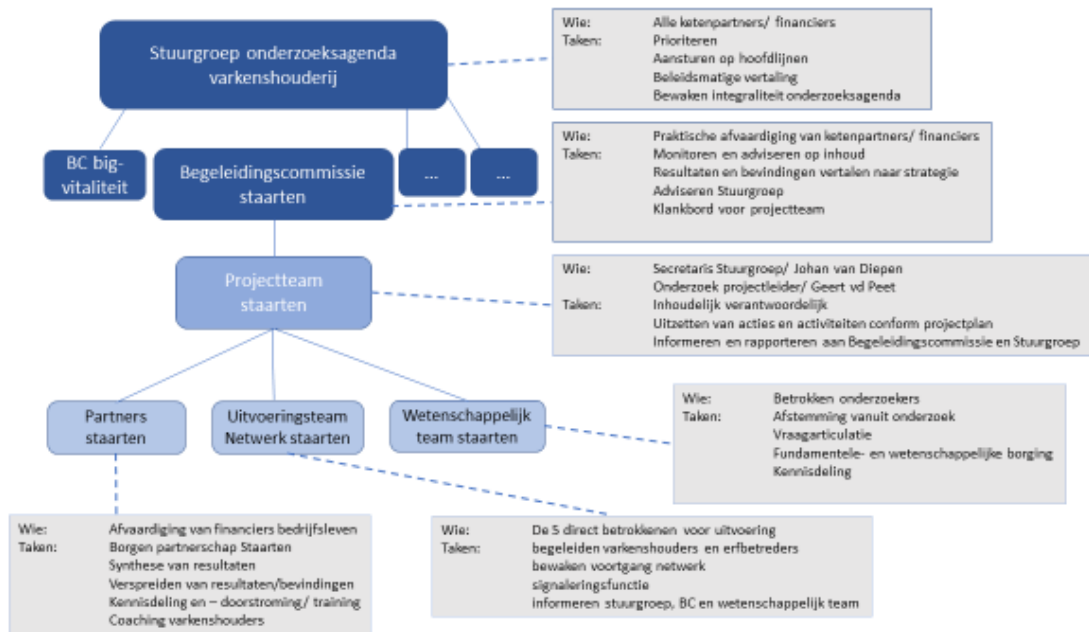 Stuurgroep onderzoeksagenda
varkenshouderij
Wie: Alle ketenpartners/ financiers
Taken: Prioriteren
Aansturen op hoofdlijnen
Beleidsmatige vertaling
Bewaken integraliteit onderzoeksagenda
BC big-
vitaliteit
Begeleidingscommissie
staarten
...
...
Wie: Praktische afvaardiging van ketenpartners/ financiers
Taken: Monitoren en adviseren op inhoud
Resultaten en bevindingen vertalen naar strategie
Adviseren Stuurgroep
Klankbord voor projectteam
Projectteam
staarten
Wie: Secretaris Stuurgroep/ Johan van Diepen
Onderzoek projectleider/ Geert vd Peet
Taken: Inhoudelijk verantwoordelijk
Uitzetten van acties en activiteiten conform projectplan
Informeren en rapporteren aan Begeleidingscommissie en Stuurgroep
Partners
staarten
Uitvoeringsteam
Netwerk staarten
Wetenschappelijk
team staarten
Wie: Betrokken onderzoekers
Taken: Afstemming vanuit onderzoek
Vraagarticulatie
Fundamentele- en wetenschappelijke borging
Kennisdeling
Wie: Afvaardiging van financiers bedrijfsleven
Taken: Borgen partnerschap Staarten
Synthese van resultaten
Verspreiden van resultaten/bevindingen
Kennisdeling en – doorstroming/ training
Coaching varkenshouders
Wie: De 5 direct betrokkenen voor uitvoering
Taken: begeleiden varkenshouders en erfbetreders
bewaken voortgang netwerk
signaleringsfunctie
informeren stuurgroep, BC en wetenschappelijk team